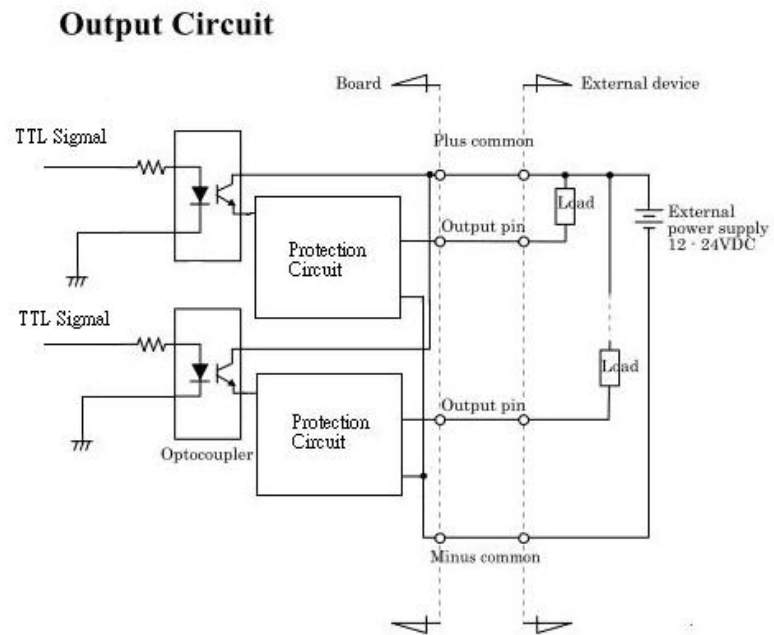 Output Circuit
Board
External device
TTL Sigmal
Plus common
Load
External
power supply
12 - 24VDC
Output pin
Protection
Circuit
TTL Sigmal
Load
Output pin
Protection
Circuit
Optocoupler
Minus common